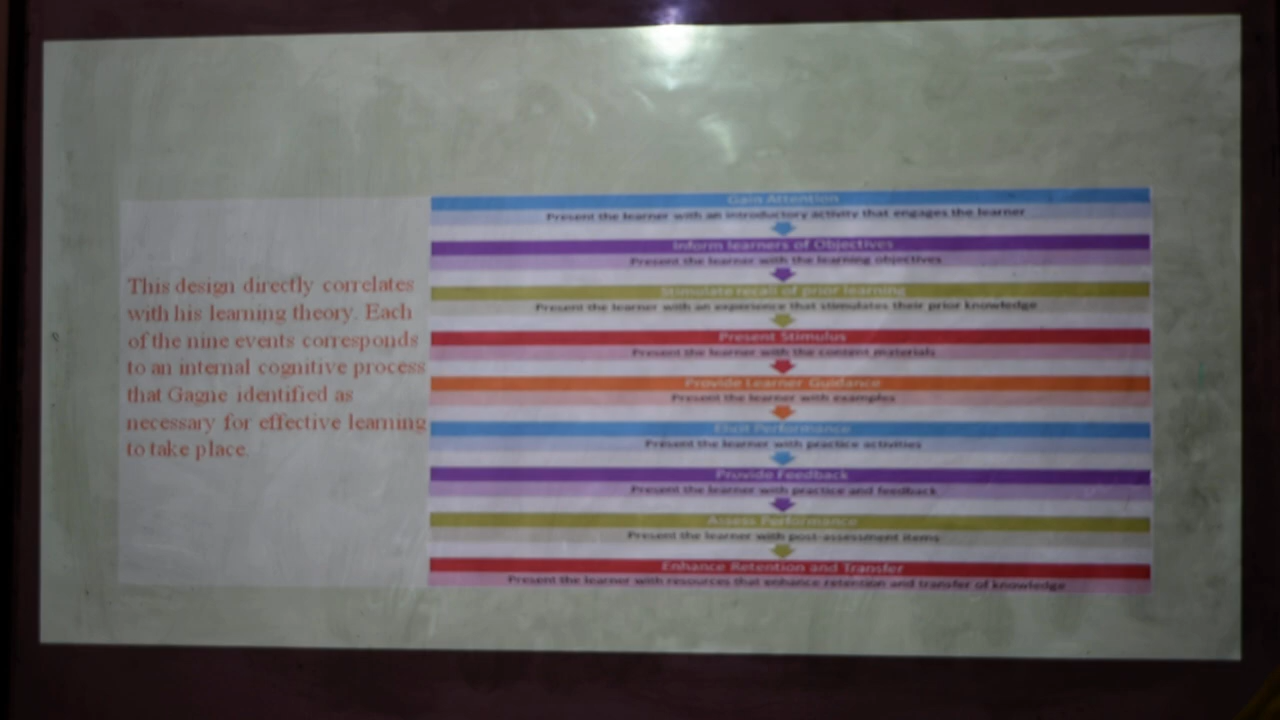 This design directly correlates
with his learning theory. Each
of the nine events corresponds
to an internal cognitive process
that Gagne identified as
necessary for effective learning
to take place.
Gain Attention
Present the learner with an introductory activity that engages the learner
Inform learners of Objectives
Present the learner with the learning objectives
Stimulate recall of prior learning
Present the learner with an experience that stimulates their prior knowledge
Present Stimulus
Present the learner with the content materials
Provide Learner Guidance
Present the learner with examples
Elicit Performance
Present the learner with practice activities
Provide Feedback
Present the learner with practice and feedback
Assess Performance
Present the learner with post-assessment items
Enhance Retention and Transfer
Present the learner with resources that enhance retention and transfer of knowledge